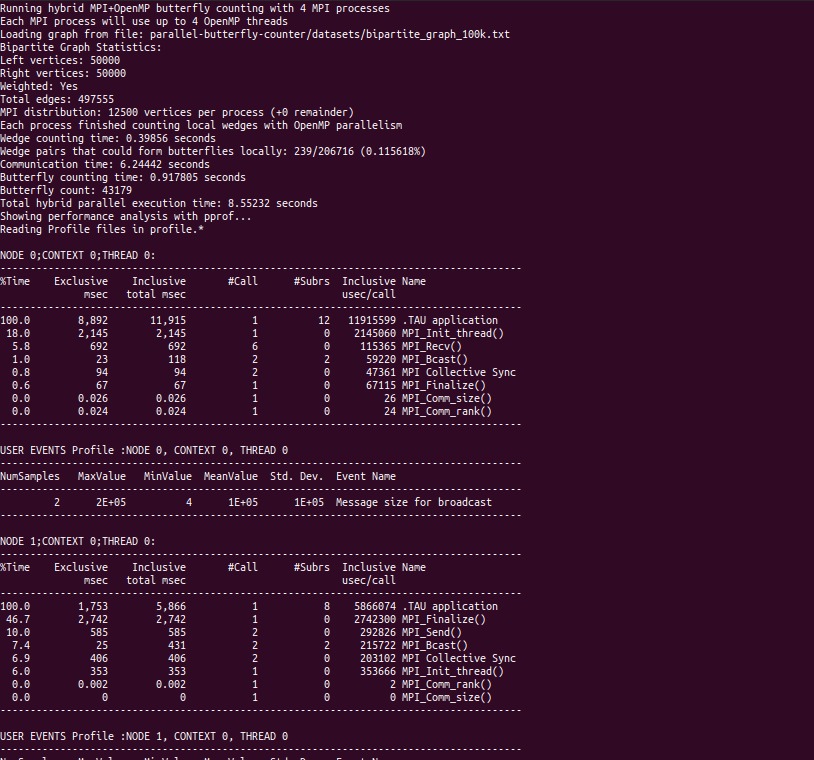 Running hybrid MPI+OpenMP butterfly counting with 4 MPI processes
Each MPI process will use up to 4 OpenMP threads
Loading graph from file: parallel-butterfly-counter/datasets/bipartite_graph_100k.txt
Bipartite Graph Statistics:
Left vertices: 50000
Right vertices: 50000
Weighted: Yes
Total edges: 497555
MPI distribution: 12500 vertices per process (+0 remainder)
Each process finished counting local wedges with OpenMP parallelism
Wedge counting time: 0.39856 seconds
Wedge pairs that could form butterflies locally: 239/206716 (0.115618%)
Communication time: 6.24442 seconds
Butterfly counting time: 0.917805 seconds
Butterfly count: 43179
Total hybrid parallel execution time: 8.55232 seconds
Showing performance analysis with pprof...
Reading Profile files in profile.*
NODE 0;CONTEXT 0;THREAD 0:
---------------------------------------------------------------------------------------
%Time    Exclusive    Inclusive       #Call      #Subrs  Inclusive Name
              msec   total msec                          usec/call
---------------------------------------------------------------------------------------
100.0        8,892       11,915           1          12   11915599 .TAU application
 18.0        2,145        2,145           1           0    2145060 MPI_Init_thread()
  5.8          692          692           6           0     115365 MPI_Recv()
  1.0           23          118           2           2      59220 MPI_Bcast()
  0.8           94           94           2           0      47361 MPI Collective Sync
  0.6           67           67           1           0      67115 MPI_Finalize()
  0.0        0.026        0.026           1           0         26 MPI_Comm_size()
  0.0        0.024        0.024           1           0         24 MPI_Comm_rank()
---------------------------------------------------------------------------------------
USER EVENTS Profile :NODE 0, CONTEXT 0, THREAD 0
---------------------------------------------------------------------------------------
NumSamples   MaxValue   MinValue  MeanValue  Std. Dev.  Event Name
---------------------------------------------------------------------------------------
         2      2E+05          4      1E+05      1E+05  Message size for broadcast
---------------------------------------------------------------------------------------
NODE 1;CONTEXT 0;THREAD 0:
---------------------------------------------------------------------------------------
%Time    Exclusive    Inclusive       #Call      #Subrs  Inclusive Name
              msec   total msec                          usec/call
---------------------------------------------------------------------------------------
100.0        1,753        5,866           1           8    5866074 .TAU application
 46.7        2,742        2,742           1           0    2742300 MPI_Finalize()
 10.0          585          585           2           0     292826 MPI_Send()
  7.4           25          431           2           2     215722 MPI_Bcast()
  6.9          406          406           2           0     203102 MPI Collective Sync
  6.0          353          353           1           0     353666 MPI_Init_thread()
  0.0        0.002        0.002           1           0          2 MPI_Comm_rank()
  0.0            0            0           1           0          0 MPI_Comm_size()
---------------------------------------------------------------------------------------
USER EVENTS Profile :NODE 1, CONTEXT 0, THREAD 0
---------------------------------------------------------------------------------------